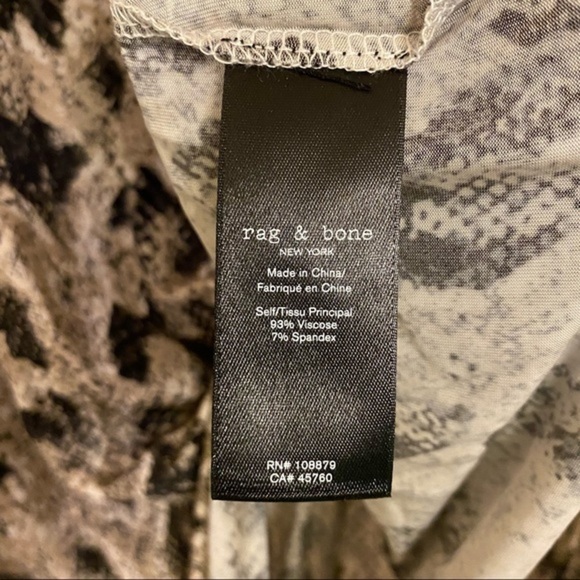 rag & bone
NEW YORK
Made in China/
Fabriqué en Chine
Self/Tissu Principal
93% Viscose
7% Spandex
RN# 108879
CA# 45760